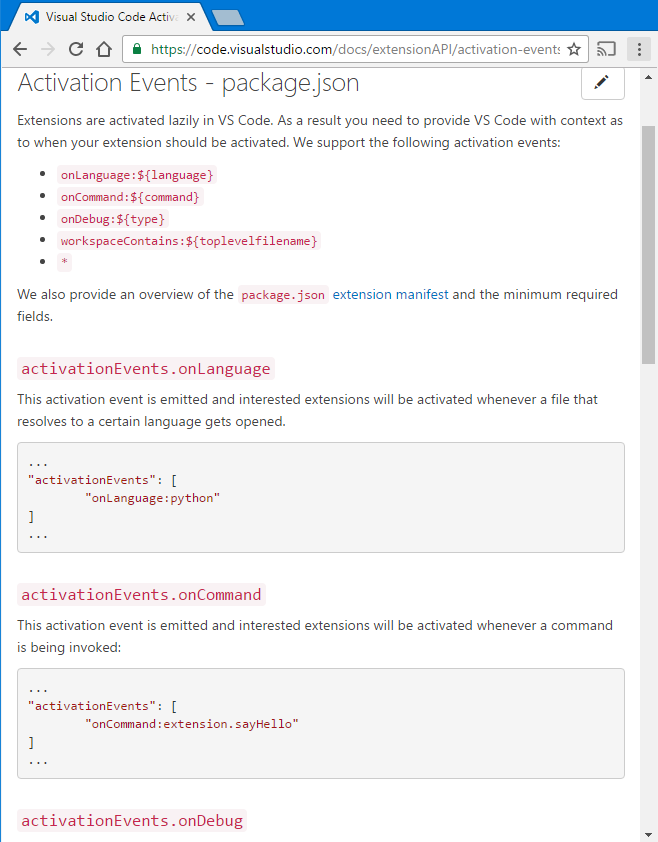 Visual Studio Code Activa
https://code.visualstudio.com/docs/extensionAPI/activation-events
Activation Events - package.json
Extensions are activated lazily in VS Code. As a result you need to provide VS Code with context as
to when your extension should be activated. We support the following activation events:
• onLanguage:${language}
• onCommand:${command}
• onDebug:${type}
• workspaceContains:${toplevelfilename}
• *
We also provide an overview of the package.json extension manifest and the minimum required
fields.
activationEvents.onLanguage
This activation event is emitted and interested extensions will be activated whenever a file that
resolves to a certain language gets opened.
...
"activationEvents": [
"onLanguage:python"
]
...
activationEvents.onCommand
This activation event is emitted and interested extensions will be activated whenever a command
is being invoked:
...
"activationEvents": [
"onCommand:extension.sayHello"
]
...
activationEvents.onDebug